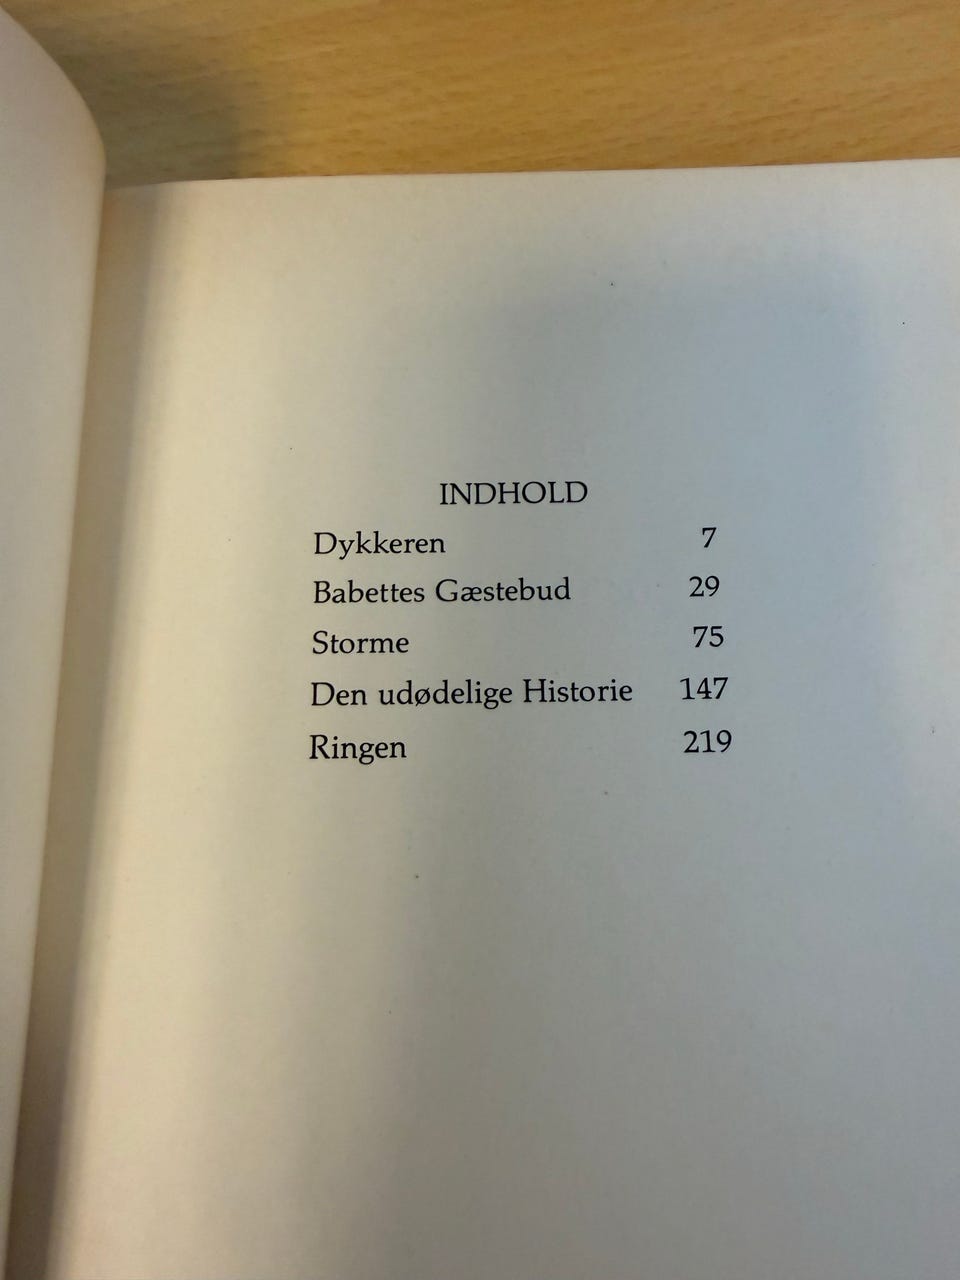 INDHOLD
Dykkeren 7
Babettes Gæstebud 29
Storme 75
Den udødelige Historie 147
Ringen 219